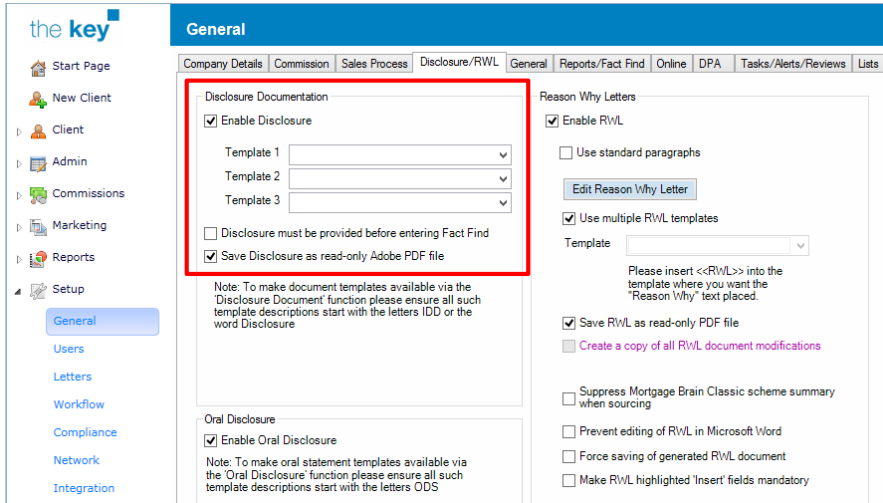 the key
General
Start Page
New Client
Client
Admin
Commissions
Marketing
Reports
Setup
General
Users
Letters
Workflow
Compliance
Network
Integration
Company Details
Commission
Sales Process
Disclosure/RWL
General
Reports/Fact Find
Online
DPA
Tasks/Alerts/Reviews
Lists
Disclosure Documentation
Enable Disclosure
Template 1
Template 2
Template 3
Disclosure must be provided before entering Fact Find
Save Disclosure as read-only Adobe PDF file
Note: To make document templates available via the
'Disclosure Document' function please ensure all such
template descriptions start with the letters IDD or the
word Disclosure
Oral Disclosure
Enable Oral Disclosure
Note: To make oral statement templates available via
the 'Oral Disclosure' function please ensure all such
template descriptions start with the letters ODS
Reason Why Letters
Enable RWL
Use standard paragraphs
Edit Reason Why Letter
Use multiple RWL templates
Template
Please insert <<RWL>> into the
template where you want the
"Reason Why" text placed.
Save RWL as read-only PDF file
Create a copy of all RWL document modifications
Suppress Mortgage Brain Classic scheme summary
when sourcing
Prevent editing of RWL in Microsoft Word
Force saving of generated RWL document
Make RWL highlighted 'Insert' fields mandatory